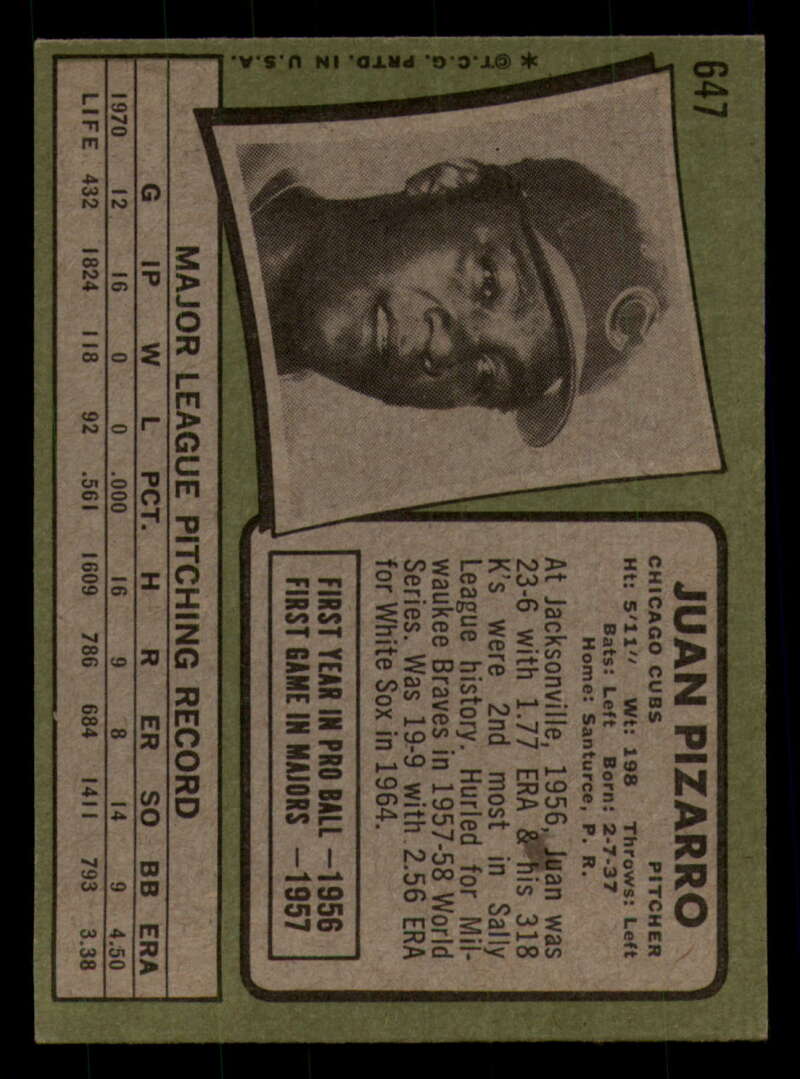 647
* ©T.C.G. PRTD. IN U.S.A.
C
JUAN PIZARRO
CHICAGO CUBS PITCHER
Ht: 5'11" Wt: 198 Throws: Left
Bats: Left Born: 2-7-37
Home: Santurce, P. R.
At Jacksonville, 1956, Juan was
23-6 with 1.77 ERA & his 318
K's were 2nd most in Sally
League history. Hurled for Mil-
waukee Braves in 1957-58 World
Series. Was 19-9 with 2.56 ERA
for White Sox in 1964.
FIRST YEAR IN PRO BALL —1956
FIRST GAME IN MAJORS —1957
MAJOR LEAGUE PITCHING RECORD
G IP W L PCT. H R ER SO BB ERA
1970 12 16 0 0 .000 16 9 8 14 9 4.50
LIFE 432 1824 118 92 .561 1609 786 684 1411 793 3.38